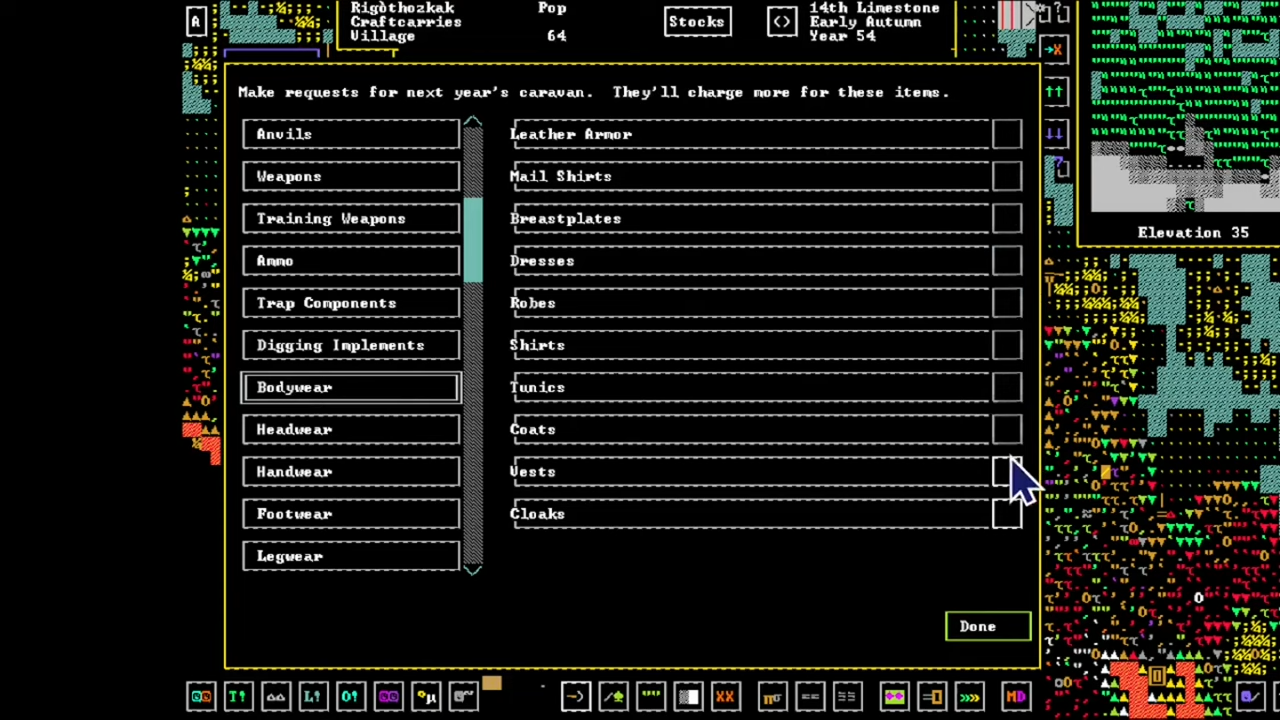 A
Rigòthozkak
Craftcarries
Village
Pop
64
Stocks
14th Limestone
Early Autumn
Year 54
Make requests for next year's caravan.  They'll charge more for these items.
Anvils
Weapons
Training Weapons
Ammo
Trap Components
Digging Implements
Bodywear
Headwear
Handwear
Footwear
Legwear
Leather Armor
Mail Shirts
Breastplates
Dresses
Robes
Shirts
Tunics
Coats
Vests
Cloaks
Done
Elevation 35